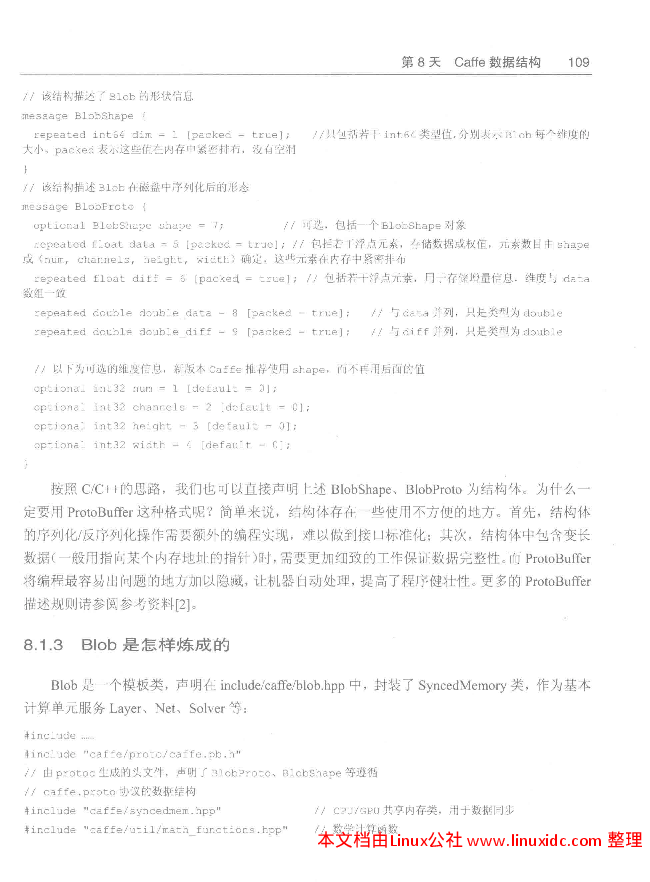 第 8 天 Caffe 数据结构 109
// 该结构描述了 Blob 的形状信息
message BlobShape {
repeated int64 dim = 1 [packed = true]; //只包括若干 int64 类型值,分别表示 Blob 每个维度的
大小。packed 表示这些值在内存中紧密排布，没有空洞
}
// 该结构描述 Blob 在磁盘中序列化后的形态
message BlobProto {
optional BlobShape shape = 7; // 可选，包括一个 BlobShape 对象
repeated float data = 5 [packed = true]; // 包括若干浮点元素，存储数据或权值，元素数目由 shape
或 (num, channels, height, width) 确定，这些元素在内存中紧密排布
repeated float diff = 6 [packed = true]; // 包括若干浮点元素，用于存储增量信息，维度与 data
数组一致
repeated double double_data = 8 [packed = true]; // 与 data 并列，只是类型为 double
repeated double double_diff = 9 [packed = true]; // 与 diff 并列，只是类型为 double
// 以下为可选的维度信息，新版本 Caffe 推荐使用 shape，而不再用后面的值
optional int32 num = 1 [default = 0];
optional int32 channels = 2 [default = 0];
optional int32 height = 3 [default = 0];
optional int32 width = 4 [default = 0];
}
按照 C/C++的思路，我们也可以直接声明上述 BlobShape、BlobProto 为结构体。为什么一
定要用 ProtoBuffer 这种格式呢？简单来说，结构体存在一些使用不方便的地方。首先，结构体
的序列化/反序列化操作需要额外的编程实现，难以做到接口标准化；其次，结构体中包含变长
数据(一般用指向某个内存地址的指针)时,需要更加细致的工作保证数据完整性。而 ProtoBuffer
将编程最容易出问题的地方加以隐藏，让机器自动处理，提高了程序健壮性。更多的 ProtoBuffer
描述规则请参阅参考资料[2]。
8.1.3 Blob 是怎样炼成的
Blob 是一个模板类，声明在 include/caffe/blob.hpp 中，封装了 SyncedMemory 类，作为基本
计算单元服务 Layer、Net、Solver 等：
#include ……
#include "caffe/proto/caffe.pb.h"
// 由 protoc 生成的头文件，声明了 BlobProto、BlobShape 等遵循
// caffe.proto 协议的数据结构
#include "caffe/syncedmem.hpp" // CPU/GPU 共享内存类，用于数据同步
#include "caffe/util/math_functions.hpp" // 数学计算函数
本文档由Linux公社 www.linuxidc.com 整理